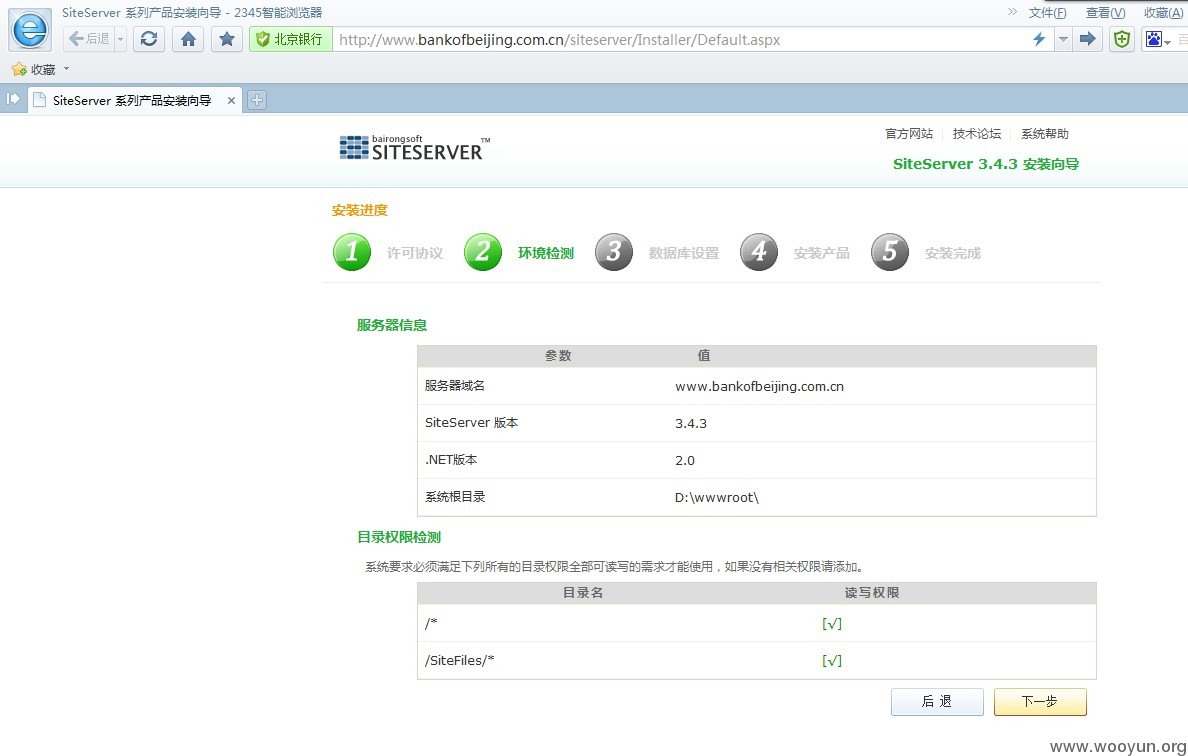 SiteServer 系列产品安装向导 - 2345智能浏览器
» 文件(F) 查看(V) 收藏(A)
后退 北京银行 http://www.bankofbeijing.com.cn/siteserver/Installer/Default.aspx
收藏
SiteServer 系列产品安装向导 ×
bairongsoft
SITESERVER™
官方网站 技术论坛 系统帮助
SiteServer 3.4.3 安装向导
安装进度
1 许可协议 2 环境检测 3 数据库设置 4 安装产品 5 安装完成
服务器信息
参数 值
服务器域名 www.bankofbeijing.com.cn
SiteServer 版本 3.4.3
.NET版本 2.0
系统根目录 D:\wwwroot\
目录权限检测
系统要求必须满足下列所有的目录权限全部可读写的需求才能使用，如果没有相关权限请添加。
目录名 读写权限
/* [√]
/SiteFiles/* [√]
后 退 下一步
www.wooyun.org